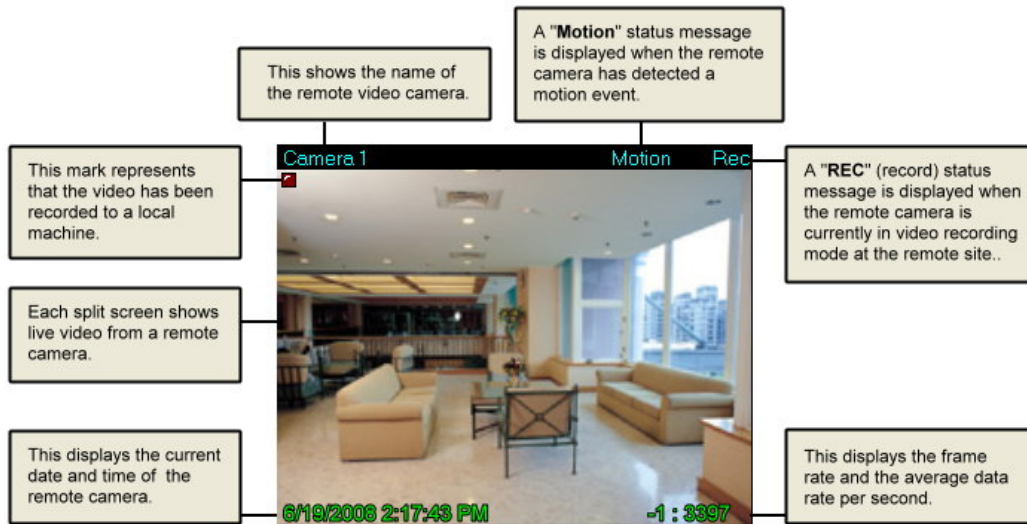 This shows the name of
the remote video camera.
A "Motion" status message
is displayed when the remote
camera has detected a
motion event.
This mark represents
that the video has been
recorded to a local
machine.
Camera 1 Motion Rec
A "REC" (record) status
message is displayed when
the remote camera is
currently in video recording
mode at the remote site..
Each split screen shows
live video from a remote
camera.
This displays the current
date and time of the
remote camera.
6/19/2008 2:17:43 PM -1 : 3397
This displays the frame
rate and the average data
rate per second.